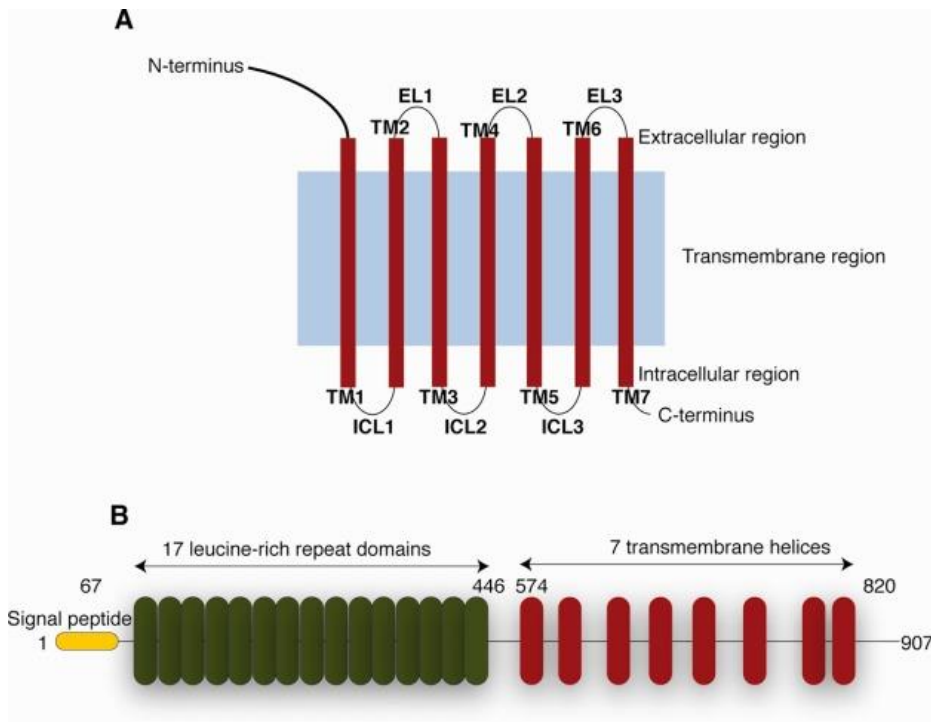 A
N-terminus
EL1 EL2 EL3
TM2 TM4 TM6
Extracellular region
Transmembrane region
Intracellular region
TM1 TM3 TM5 TM7
C-terminus
ICL1 ICL2 ICL3
B
17 leucine-rich repeat domains 7 transmembrane helices
67 446 574 820
Signal peptide
1 907